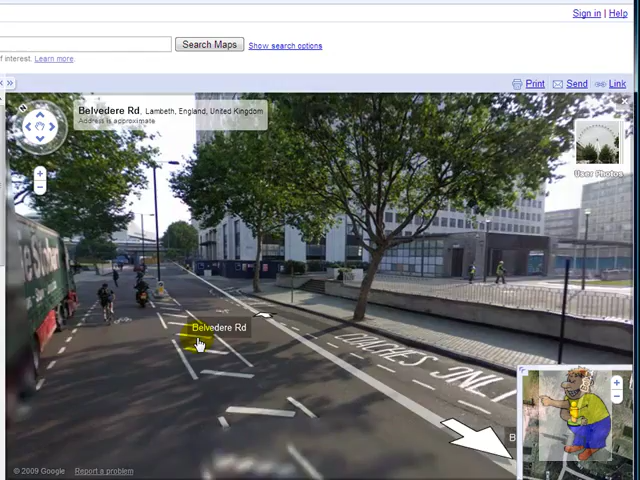 Sign in | Help
Search Maps Show search options
f interest. Learn more.
Print Send Link
Belvedere Rd, Lambeth, England, United Kingdom
Address is approximate
User Photos
Belvedere Rd
COACHES ONLY
B
© 2009 Google Report a problem